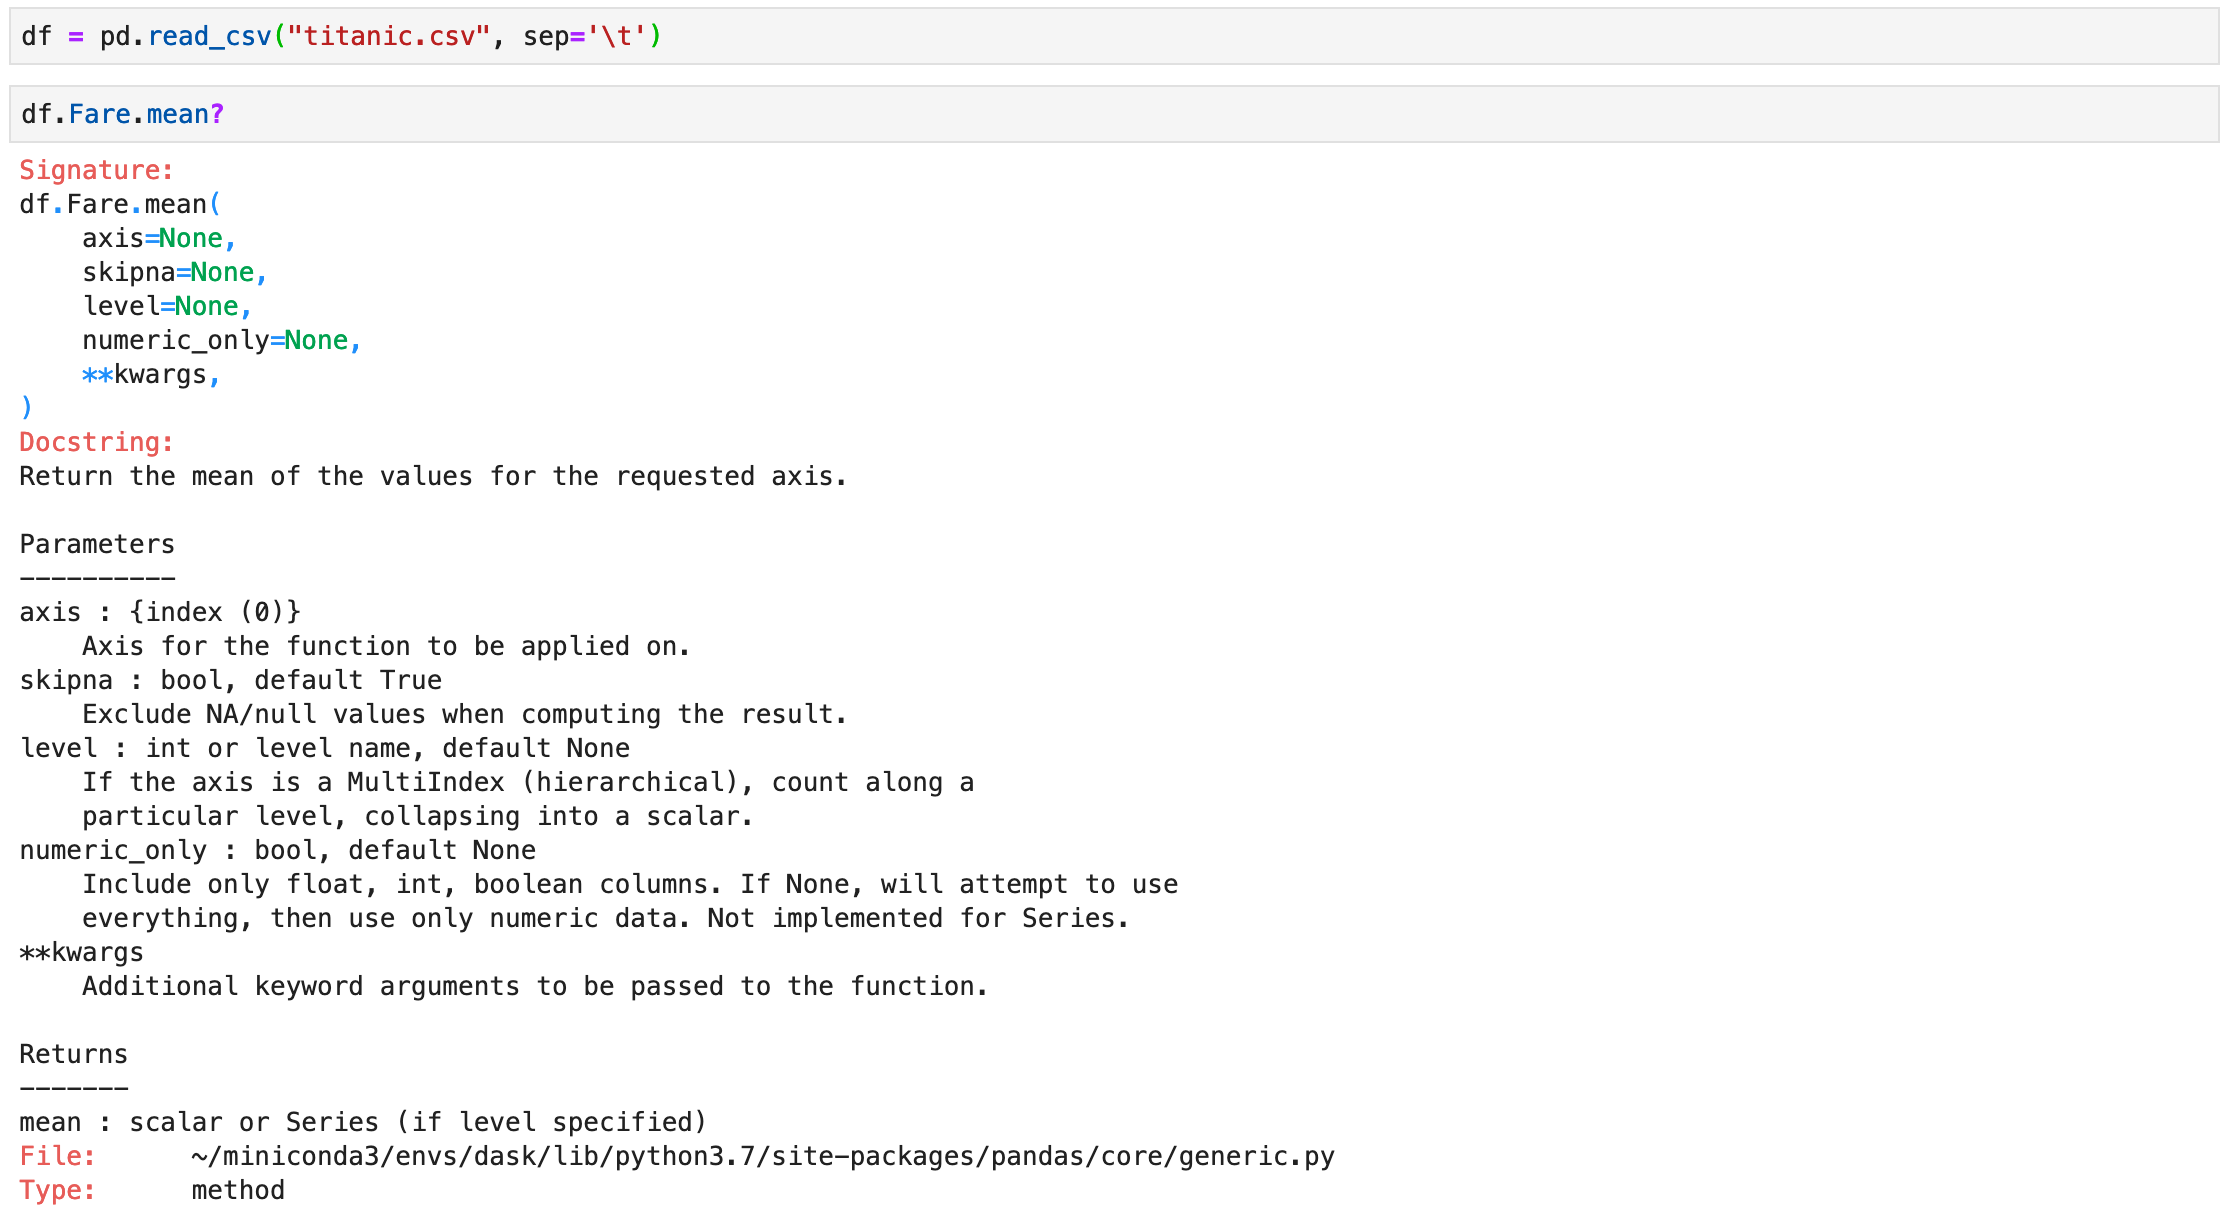 df = pd.read_csv("titanic.csv", sep='\t')
df.Fare.mean?
Signature:
df.Fare.mean(
    axis=None,
    skipna=None,
    level=None,
    numeric_only=None,
    **kwargs,
)
Docstring:
Return the mean of the values for the requested axis.

Parameters
----------
axis : {index (0)}
    Axis for the function to be applied on.
skipna : bool, default True
    Exclude NA/null values when computing the result.
level : int or level name, default None
    If the axis is a MultiIndex (hierarchical), count along a
    particular level, collapsing into a scalar.
numeric_only : bool, default None
    Include only float, int, boolean columns. If None, will attempt to use
    everything, then use only numeric data. Not implemented for Series.
**kwargs
    Additional keyword arguments to be passed to the function.

Returns
-------
mean : scalar or Series (if level specified)
File:      ~/miniconda3/envs/dask/lib/python3.7/site-packages/pandas/core/generic.py
Type:      method